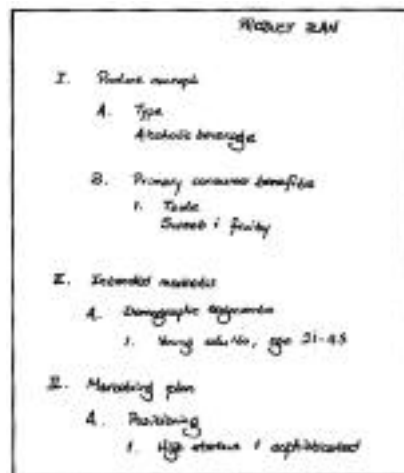 PRODUCT PLAN
I. Product concept
A. Type
Alcoholic beverage
B. Primary consumer benefits
1. Taste
Sweet & fruity
II. Intended markets
A. Demographic segments
1. Young adults, age 21-45
III. Marketing plan
A. Positioning
1. High status & sophisticated